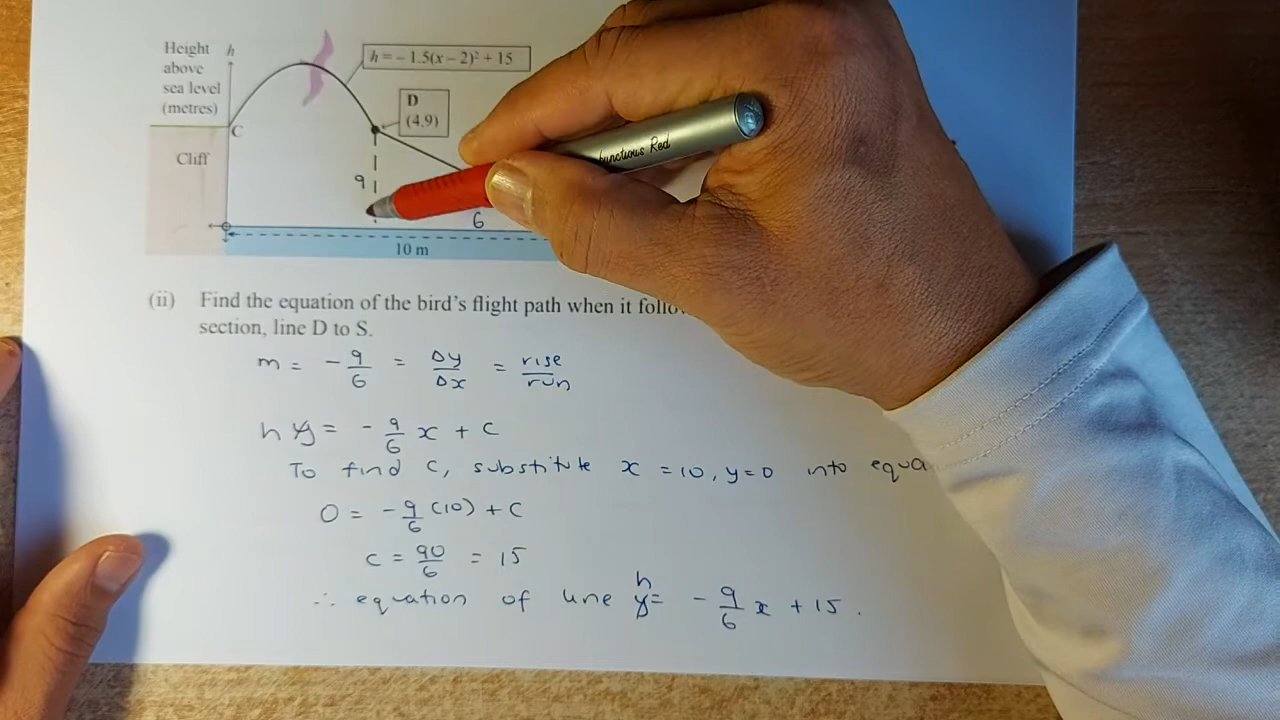 Height h
above
sea level
(metres)
h = – 1.5(x – 2)² + 15
D
(4,9)
C
Cliff
9
6
10 m
Red
(ii) Find the equation of the bird's flight path when it
section, line D to S.
m = - 9/6 = Δy/Δx = rise/run
h y = - 9/6 x + c
To find c, substitute x = 10, y = 0 into
0 = - 9/6 (10) + c
c = 90/6 = 15
∴ equation of line h y = - 9/6 x + 15.